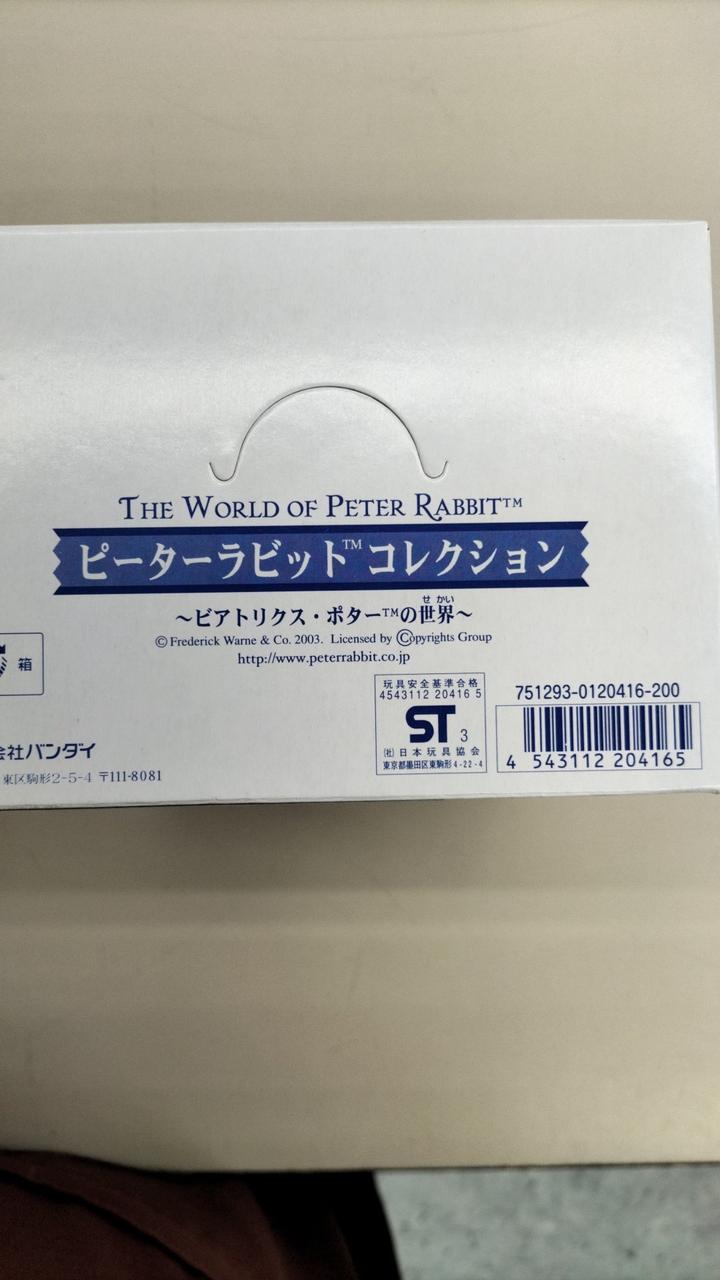 THE WORLD OF PETER RABBIT™
ピーターラビット™コレクション
せ かい
～ビアトリクス・ポター™の世界～
©Frederick Warne & Co. 2003. Licensed by ©opyrights Group
http://www.peterrabbit.co.jp
箱
会社バンダイ
東区駒形2-5-4 〒111-8081
玩具安全基準合格
4543112 20416 5
ST 3
(社)日本玩具協会
東京都墨田区東駒形4-22-4
751293-0120416-200
4 543112 204165